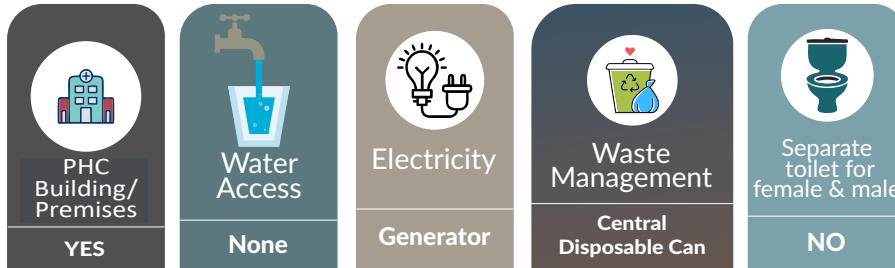 PHC
Building/
Premises
YES
Water
Access
None
Electricity
Generator
Waste
Management
Central
Disposable Can
Separate
toilet for
female & male
NO